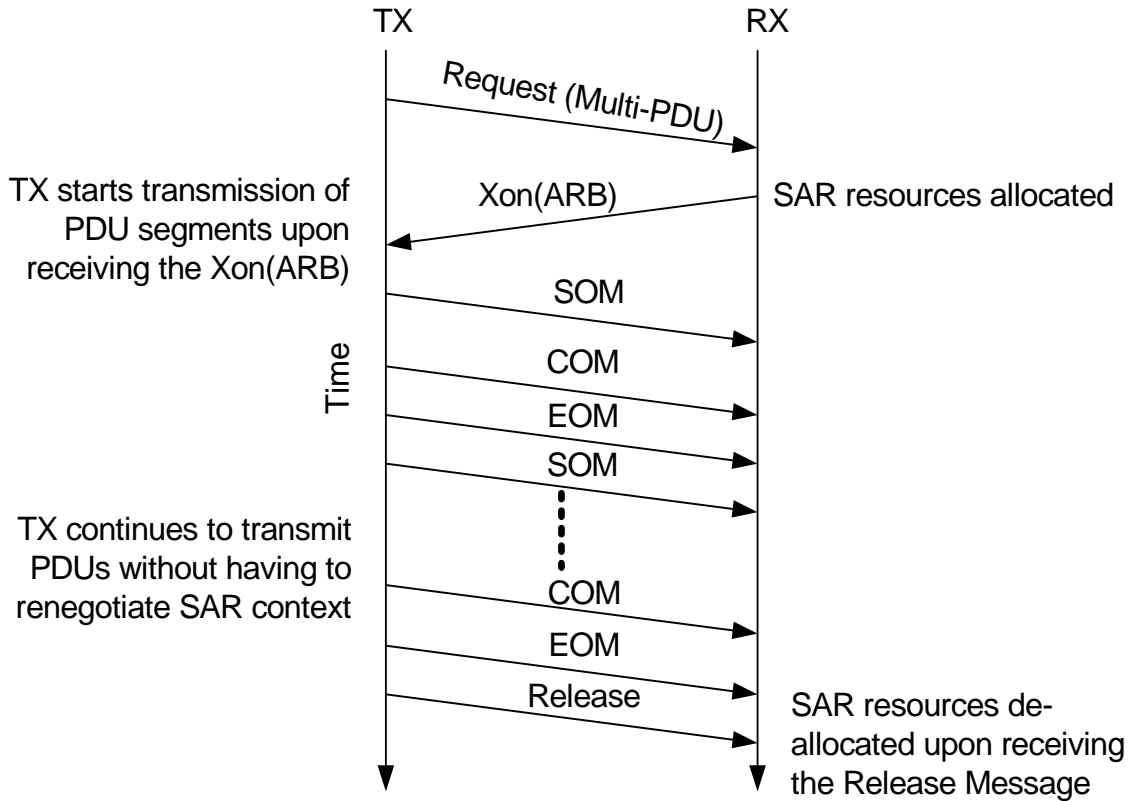 TX
RX
Request (Multi-PDU)
TX starts transmission of
PDU segments upon
receiving the Xon(ARB)
Xon(ARB)
SAR resources allocated
SOM
Time
COM
EOM
SOM
TX continues to transmit
PDUs without having to
renegotiate SAR context
COM
EOM
Release
SAR resources de-
allocated upon receiving
the Release Message